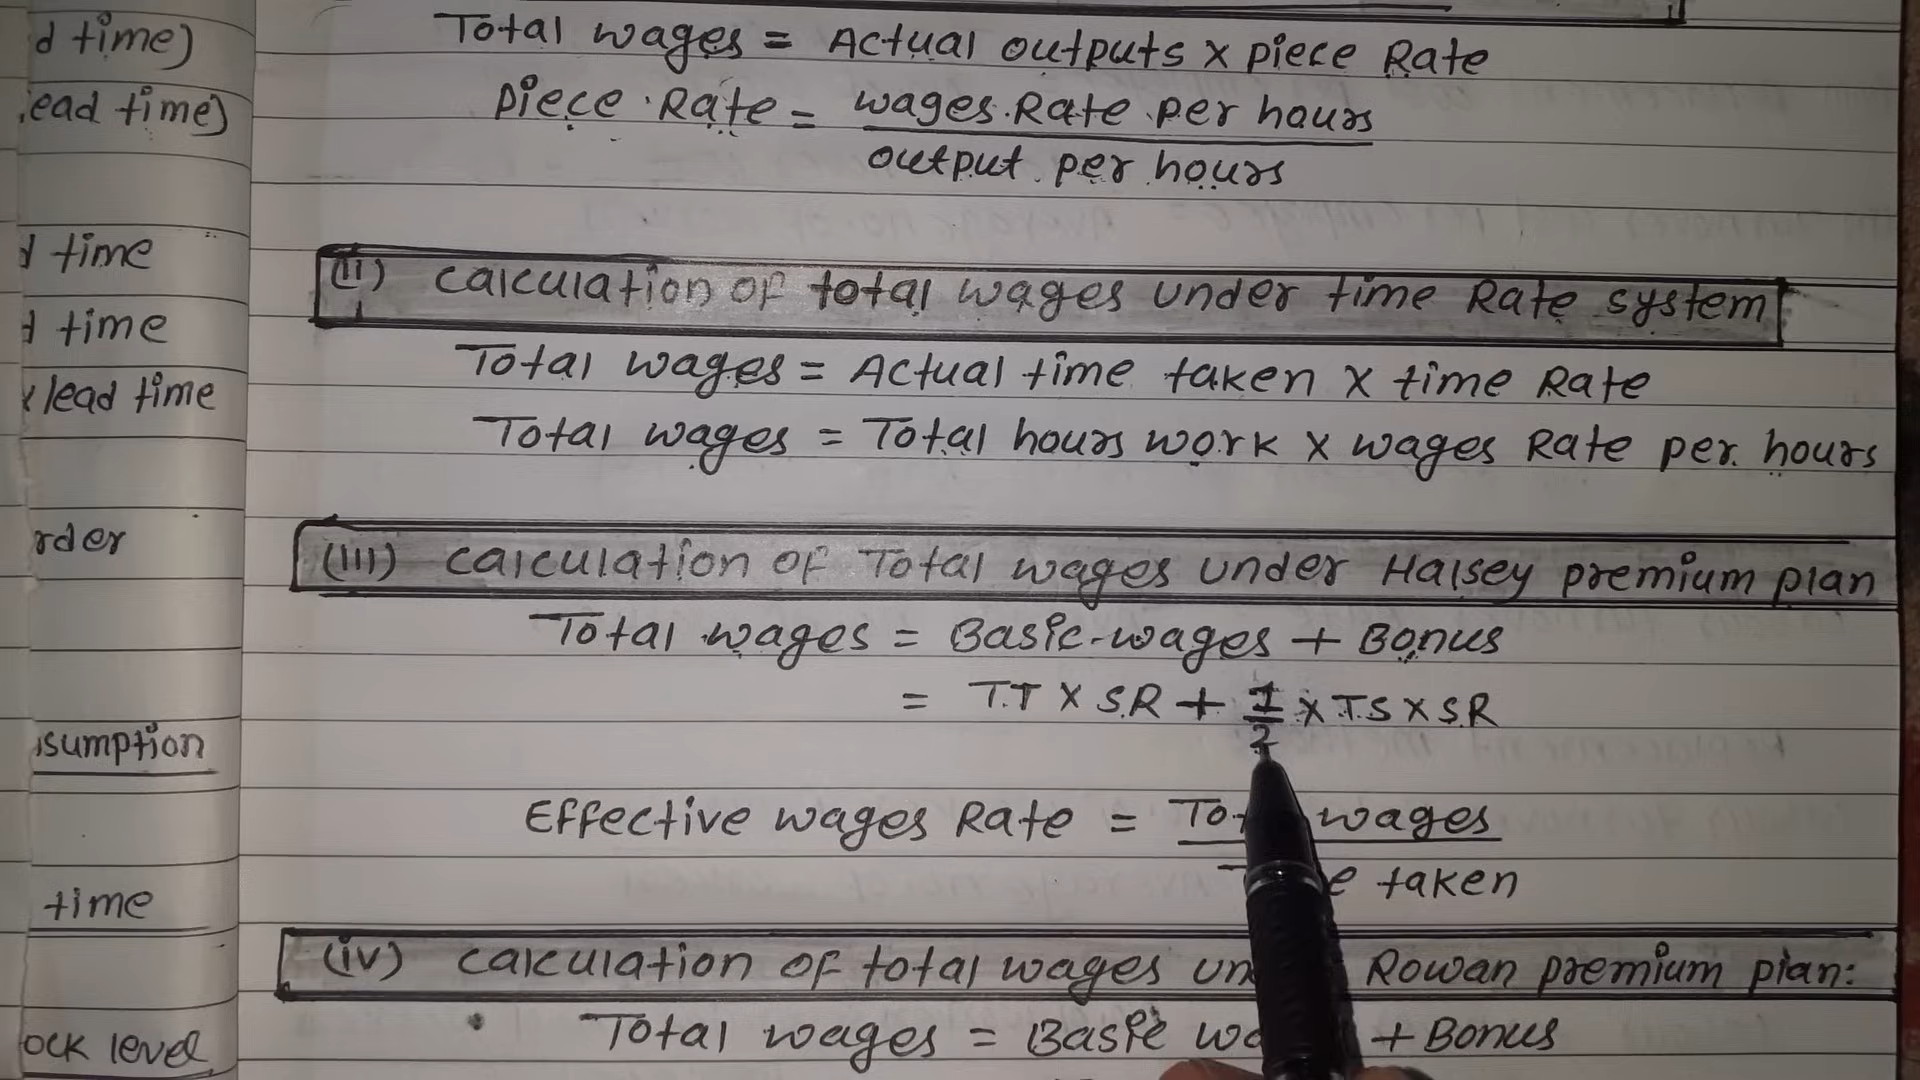 d time)
ead time)
d time
d time
x lead time
rder
sumption
time
ock level
Total wages = Actual outputs x piece Rate
piece Rate = wages Rate per hours
output per hours
(ii) calculation of total wages under time Rate system
Total wages = Actual time taken x time Rate
Total wages = Total hours work x wages Rate per hours
(iii) calculation of Total wages under Halsey premium plan
Total wages = Basic wages + Bonus
= T.T x S.R + 1/2 x T.S x S.R
Effective wages Rate = Tot wages
T e taken
(iv) calculation of total wages un Rowan premium plan:
Total wages = Basic wa + Bonus